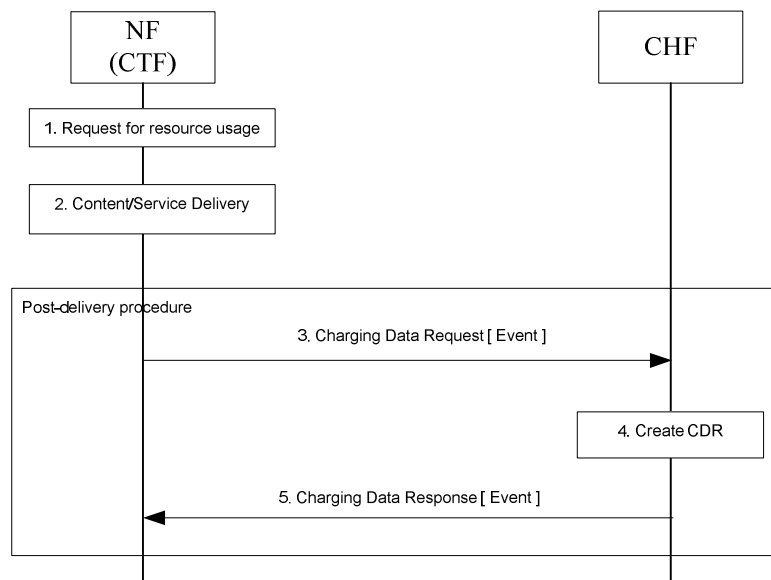 NF
(CTF)
CHF
1. Request for resource usage
2. Content/Service Delivery
Post-delivery procedure
3. Charging Data Request [ Event ]
4. Create CDR
5. Charging Data Response [ Event ]